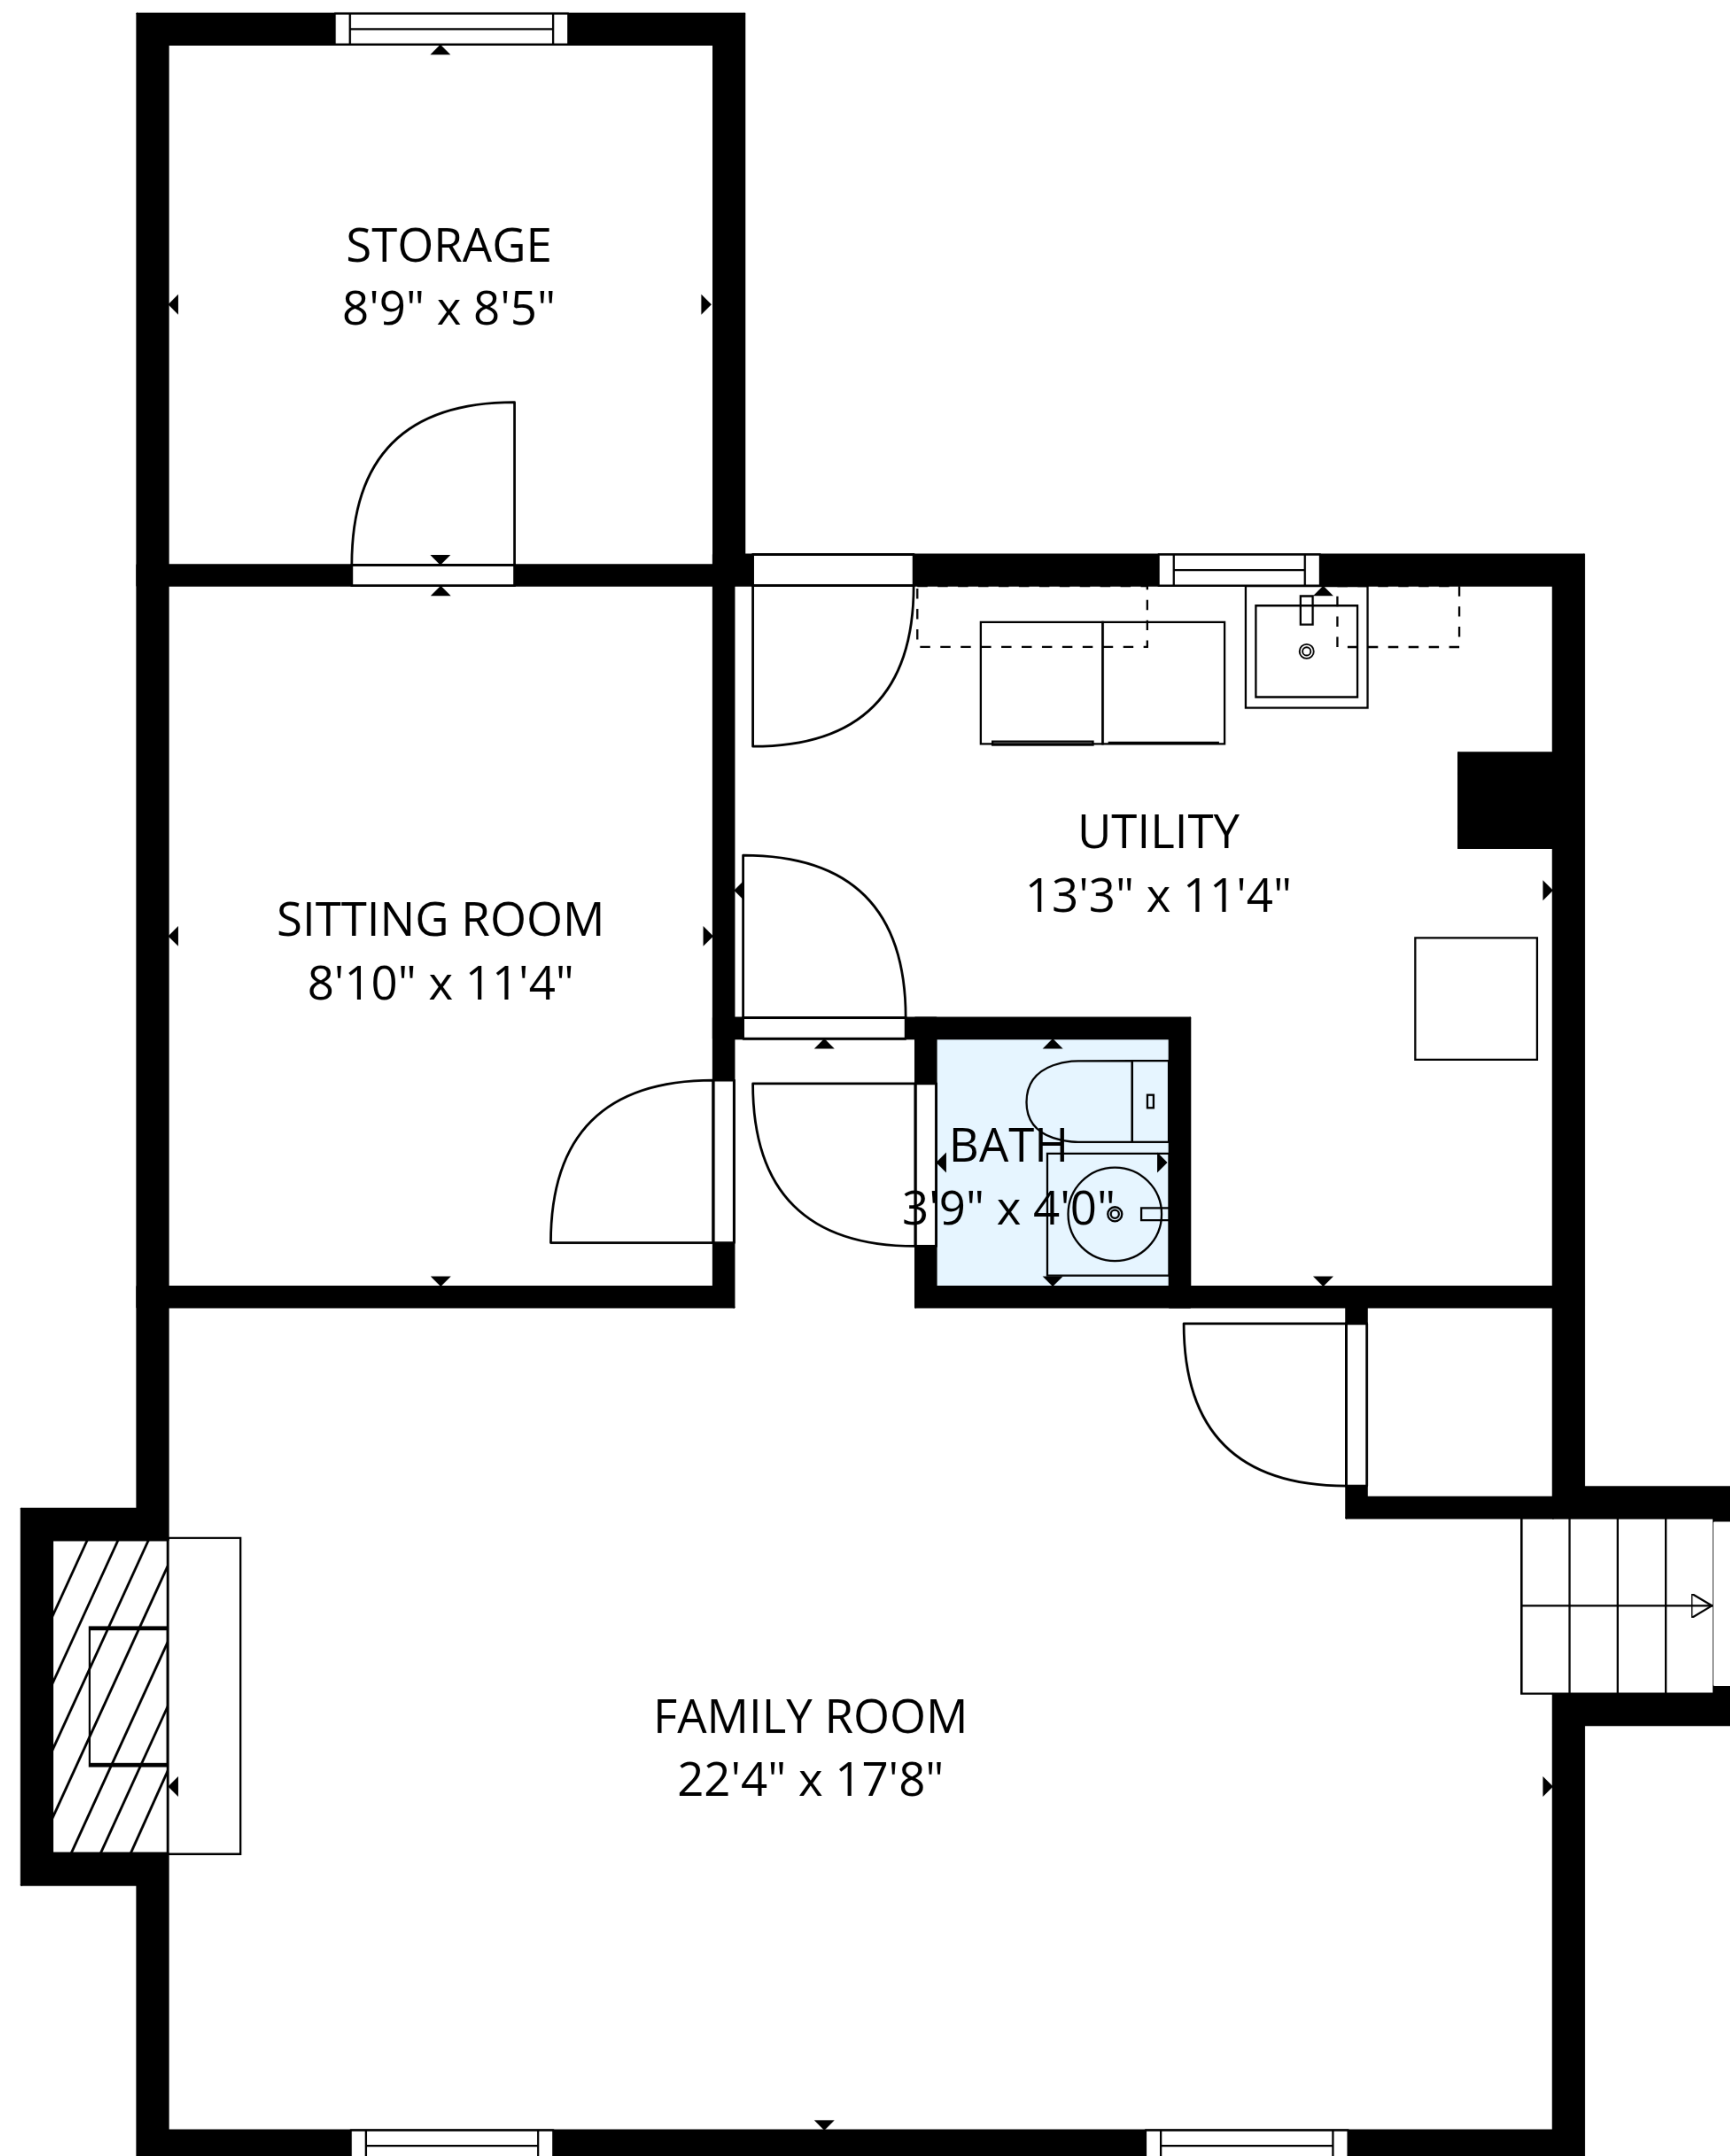 STORAGE
8'9" x 8'5"
UTILITY
13'3" x 11'4"
SITTING ROOM
8'10" x 11'4"
BATH
3'9" x 4'0"
FAMILY ROOM
22'4" x 17'8"